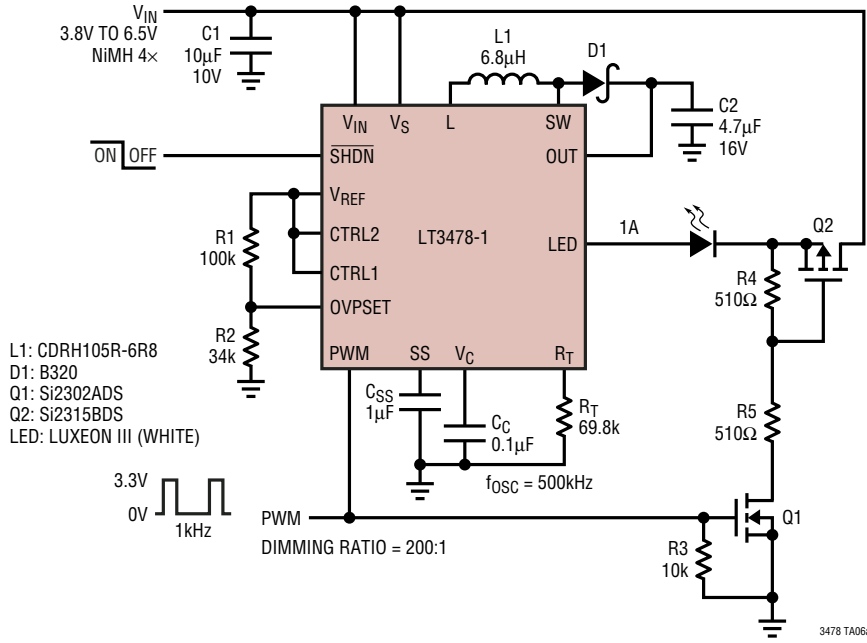 VIN
3.8V TO 6.5V
NiMH 4×
C1
10µF
10V
L1
6.8µH
D1
C2
4.7µF
16V
VIN
VS
L
SW
ON OFF
SHDN
OUT
VREF
CTRL2
CTRL1
OVPSET
LT3478-1
LED
1A
Q2
R1
100k
R4
510Ω
R2
34k
PWM
SS
VC
RT
L1: CDRH105R-6R8
D1: B320
Q1: Si2302ADS
Q2: Si2315BDS
LED: LUXEON III (WHITE)
CSS
1µF
CC
0.1µF
RT
69.8k
R5
510Ω
fOSC = 500kHz
3.3V
0V
1kHz
PWM
DIMMING RATIO = 200:1
Q1
R3
10k